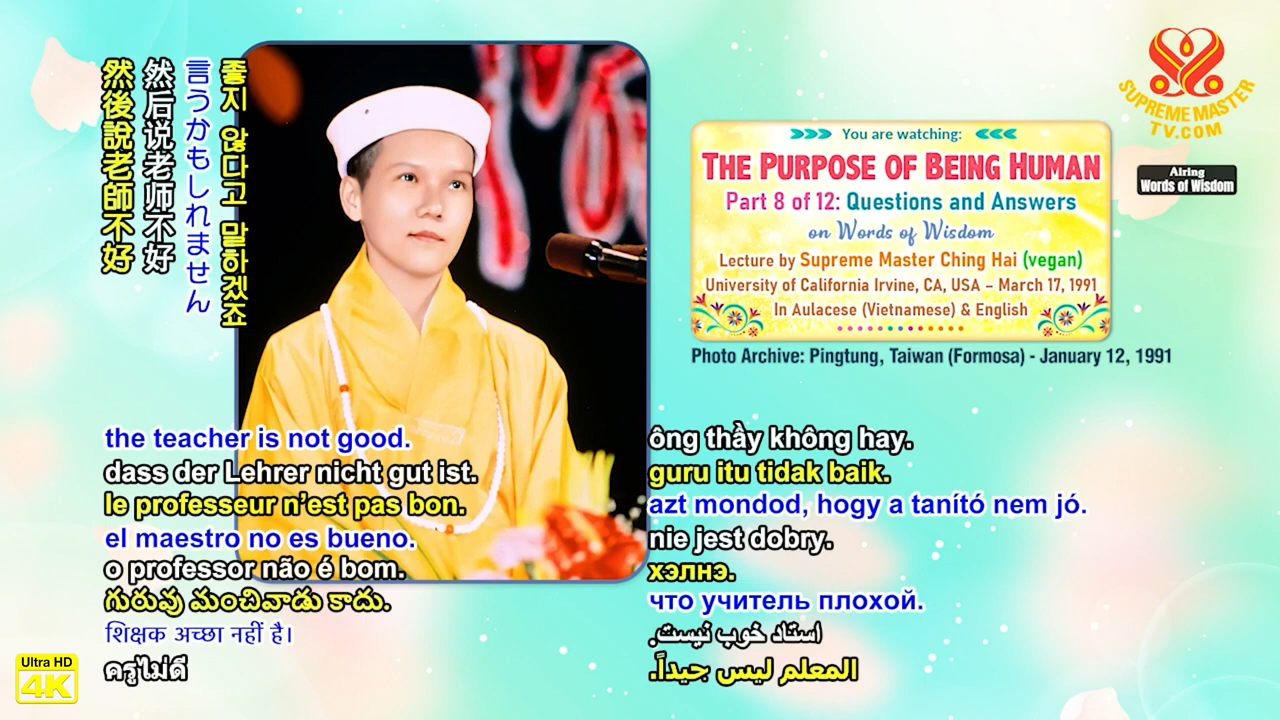 然後說老師不好
然后说老师不好
言うかもしれません
좋지 않다고 말하겠죠
SUPREME MASTER
TV.COM
Airing
Words of Wisdom
You are watching:
THE PURPOSE OF BEING HUMAN
Part 8 of 12: Questions and Answers
on Words of Wisdom
Lecture by Supreme Master Ching Hai (vegan)
University of California Irvine, CA, USA – March 17, 1991
In Aulacese (Vietnamese) & English
Photo Archive: Pingtung, Taiwan (Formosa) - January 12, 1991
the teacher is not good.
dass der Lehrer nicht gut ist.
le professeur n’est pas bon.
el maestro no es bueno.
o professor não é bom.
గురువు మంచివాడు కాదు.
शिक्षक अच्छा नहीं है।
ครูไม่ดี
ông thầy không hay.
guru itu tidak baik.
azt mondod, hogy a tanító nem jó.
nie jest dobry.
хэлнэ.
что учитель плохой.
استاد خوب نیست.
المعلم ليس جيداً.
Ultra HD
4K